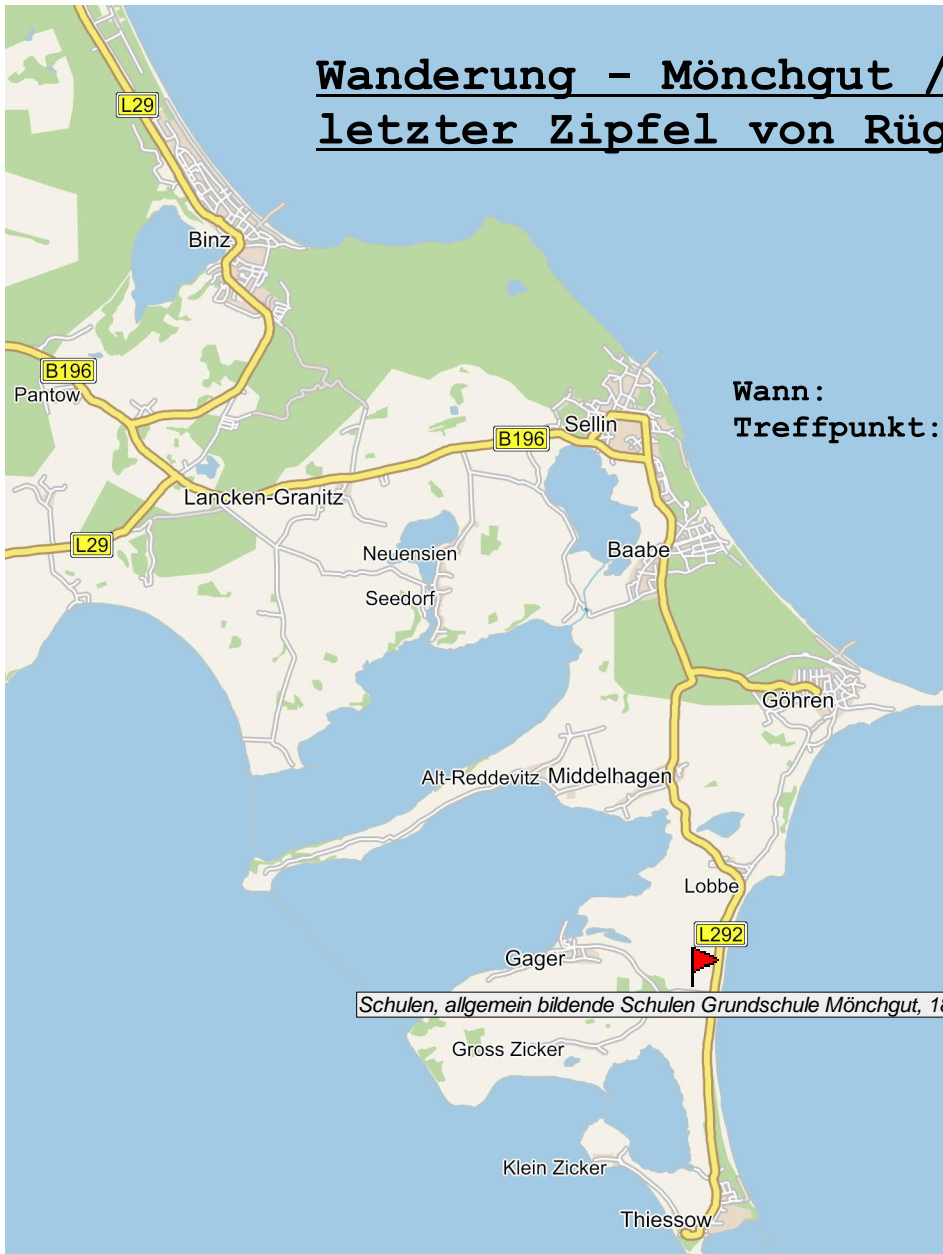 Wanderung - Mönchgut /
letzter Zipfel von Rüg
L29
Binz
B196
Pantow
Wann:
Treffpunkt:
Sellin
B196
Lancken-Granitz
L29
Neuensien
Baabe
Seedorf
Göhren
Alt-Reddevitz
Middelhagen
Lobbe
L292
Gager
Schulen, allgemein bildende Schulen Grundschule Mönchgut, 18
Gross Zicker
Klein Zicker
Thiessow